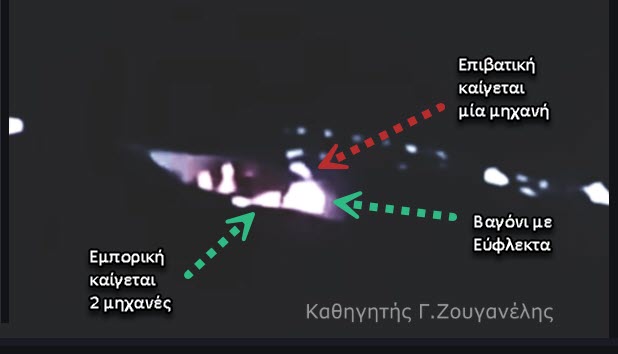 Επιβατική
καίγεται
μία μηχανή
Βαγόνι με
Εύφλεκτα
Εμπορική
καίγεται
2 μηχανές
Καθηγητής Γ.Ζουγανέλης